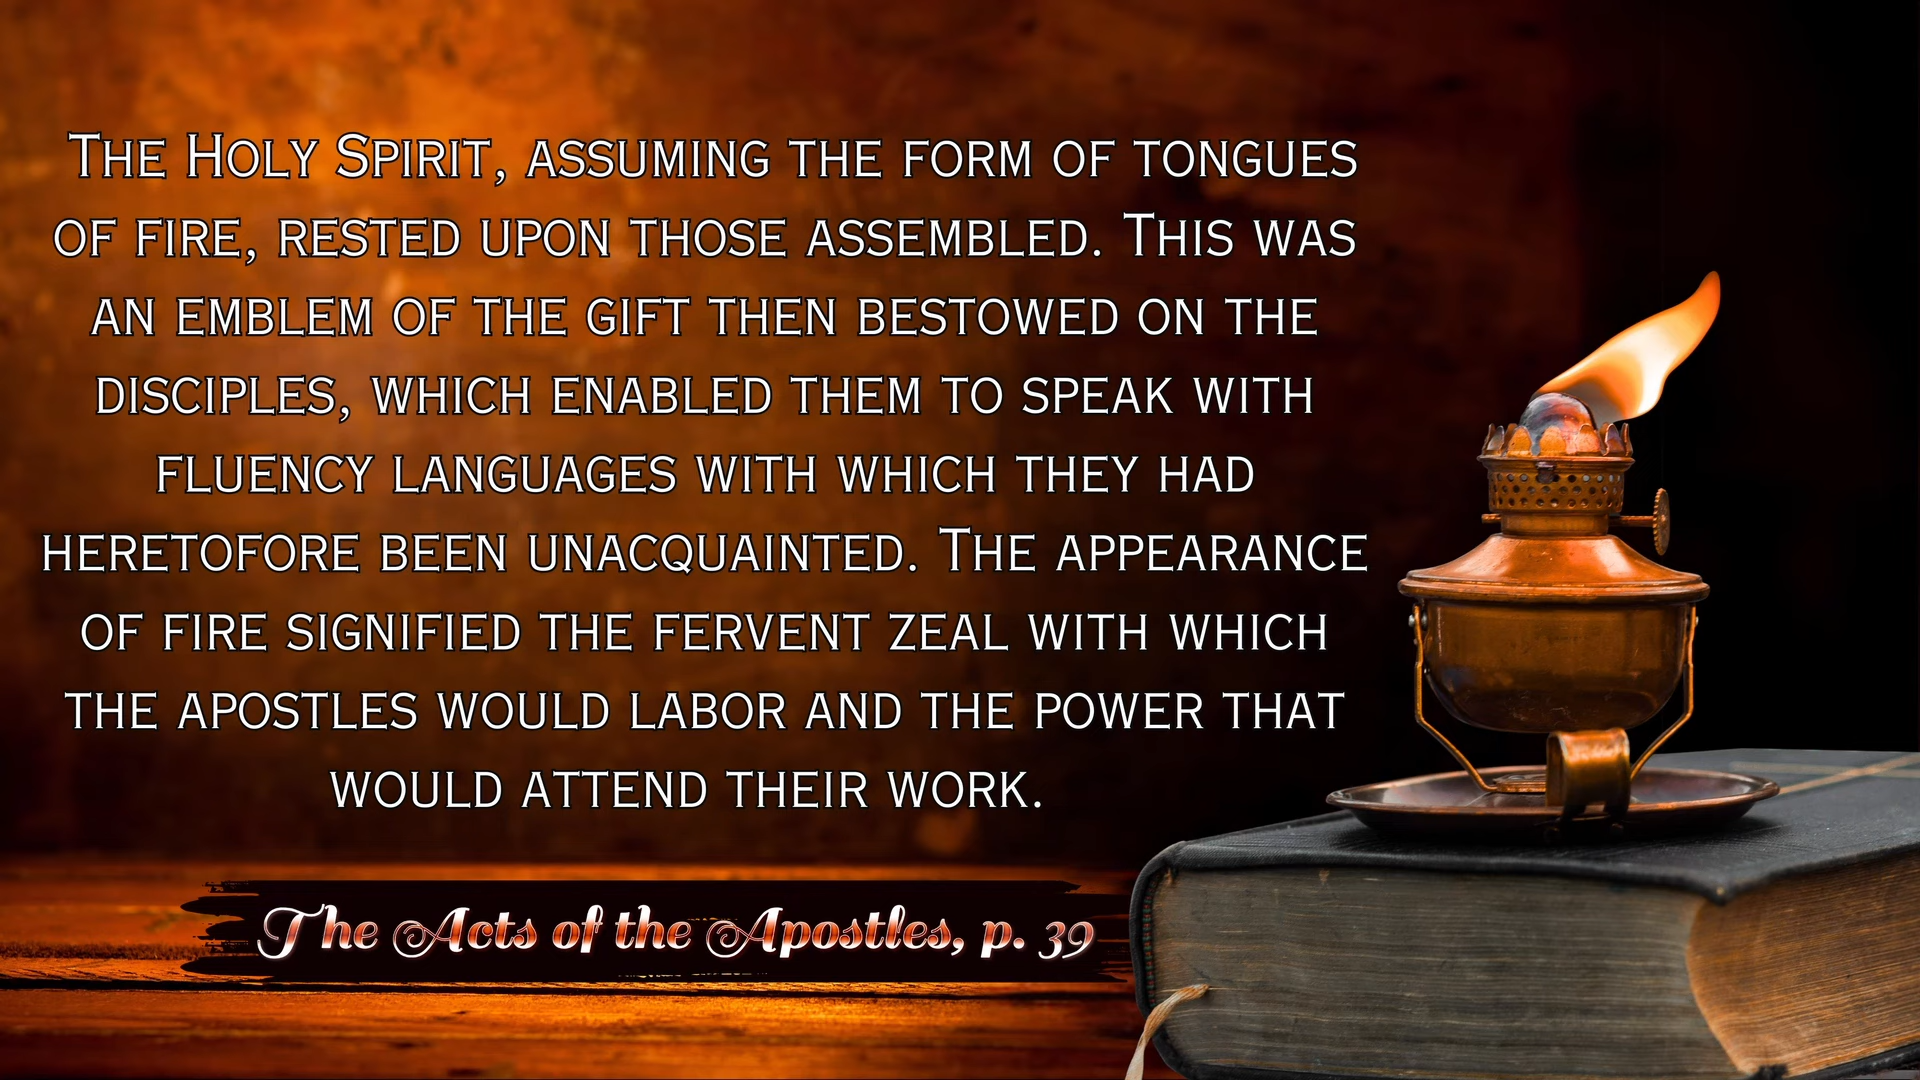 The Holy Spirit, assuming the form of tongues
of fire, rested upon those assembled. This was
an emblem of the gift then bestowed on the
disciples, which enabled them to speak with
fluency languages with which they had
heretofore been unacquainted. The appearance
of fire signified the fervent zeal with which
the apostles would labor and the power that
would attend their work.
The Acts of the Apostles, p. 39